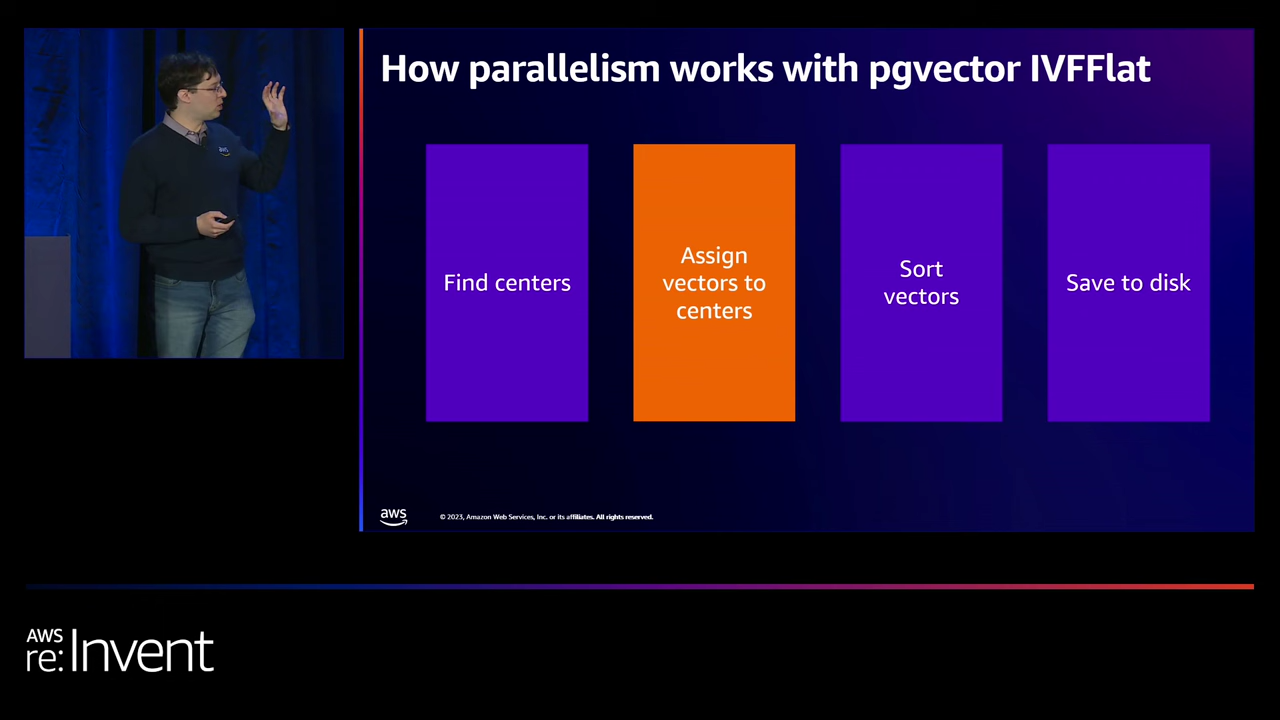 How parallelism works with pgvector IVFFlat
Find centers
Assign
vectors to
centers
Sort
vectors
Save to disk
aws
© 2023, Amazon Web Services, Inc. or its affiliates. All rights reserved.
aws
AWS
re:Invent